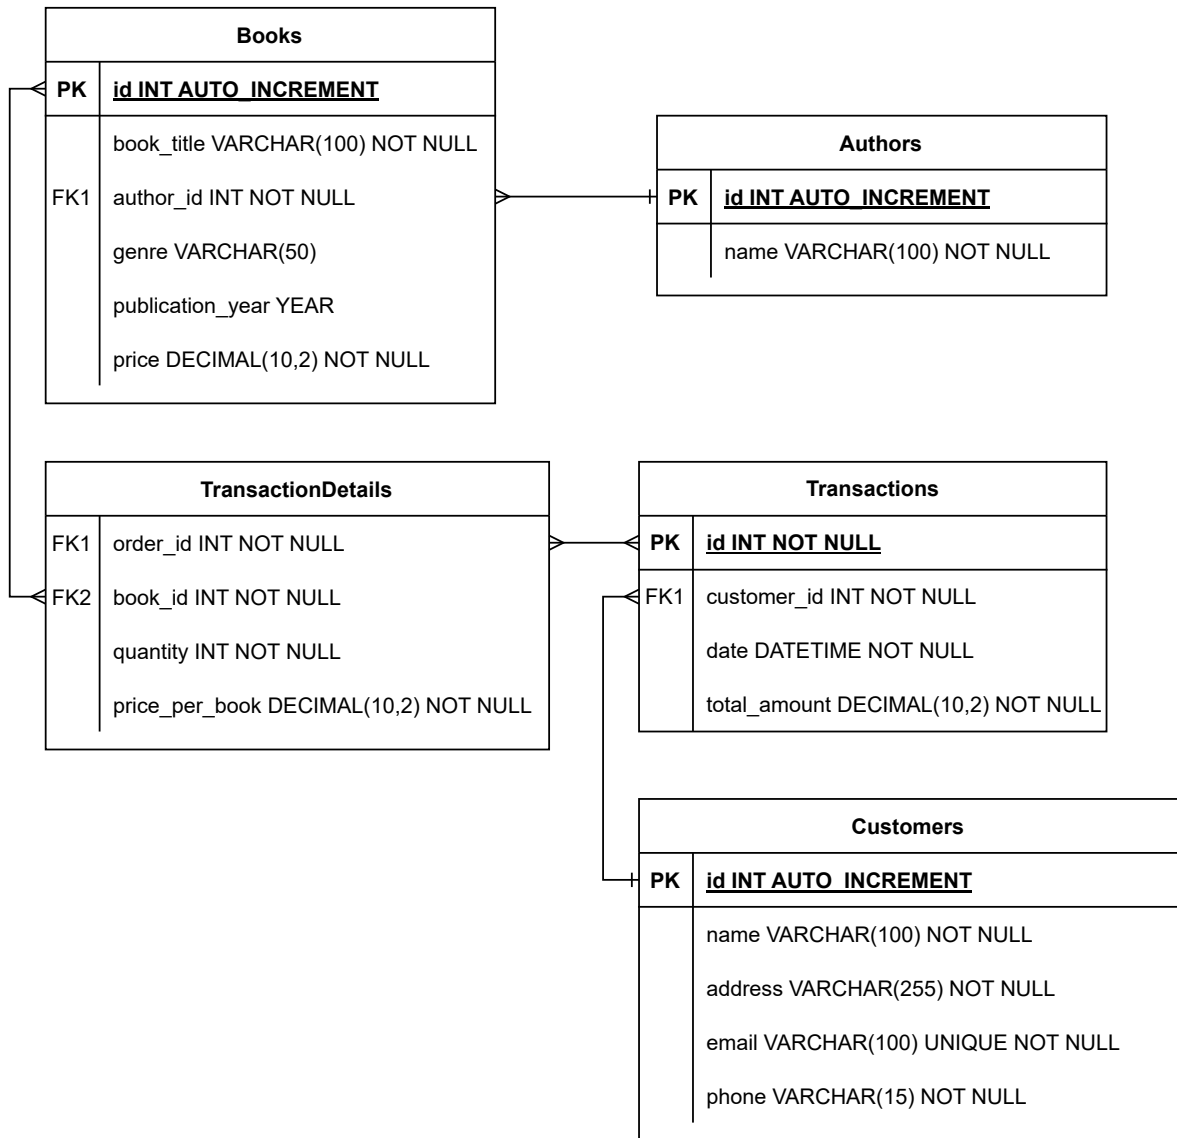 Books
PK id INT AUTO_INCREMENT
book_title VARCHAR(100) NOT NULL
FK1 author_id INT NOT NULL
genre VARCHAR(50)
publication_year YEAR
price DECIMAL(10,2) NOT NULL
Authors
PK id INT AUTO_INCREMENT
name VARCHAR(100) NOT NULL
TransactionDetails
FK1 order_id INT NOT NULL
FK2 book_id INT NOT NULL
quantity INT NOT NULL
price_per_book DECIMAL(10,2) NOT NULL
Transactions
PK id INT NOT NULL
FK1 customer_id INT NOT NULL
date DATETIME NOT NULL
total_amount DECIMAL(10,2) NOT NULL
Customers
PK id INT AUTO_INCREMENT
name VARCHAR(100) NOT NULL
address VARCHAR(255) NOT NULL
email VARCHAR(100) UNIQUE NOT NULL
phone VARCHAR(15) NOT NULL